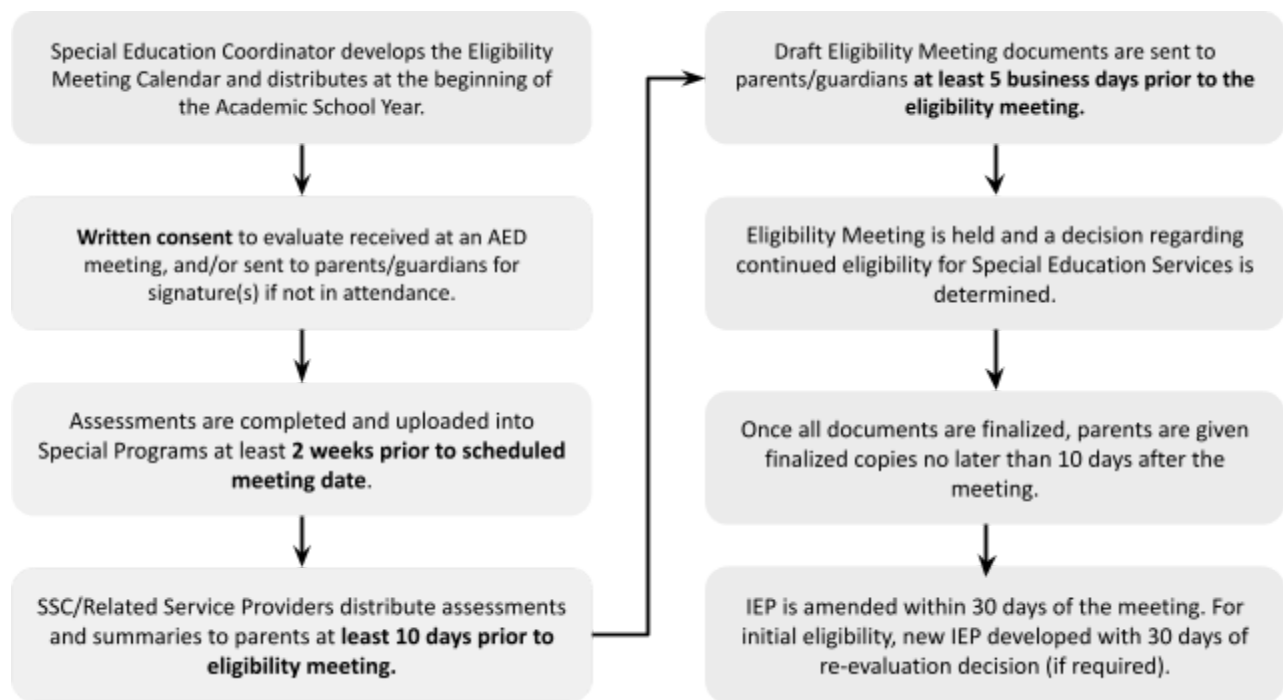 Special Education Coordinator develops the Eligibility
Meeting Calendar and distributes at the beginning of
the Academic School Year.
Written consent to evaluate received at an AED
meeting, and/or sent to parents/guardians for
signature(s) if not in attendance.
Assessments are completed and uploaded into
Special Programs at least 2 weeks prior to scheduled
meeting date.
SSC/Related Service Providers distribute assessments
and summaries to parents at least 10 days prior to
eligibility meeting.
Draft Eligibility Meeting documents are sent to
parents/guardians at least 5 business days prior to the
eligibility meeting.
Eligibility Meeting is held and a decision regarding
continued eligibility for Special Education Services is
determined.
Once all documents are finalized, parents are given
finalized copies no later than 10 days after the
meeting.
IEP is amended within 30 days of the meeting. For
initial eligibility, new IEP developed with 30 days of
re-evaluation decision (if required).